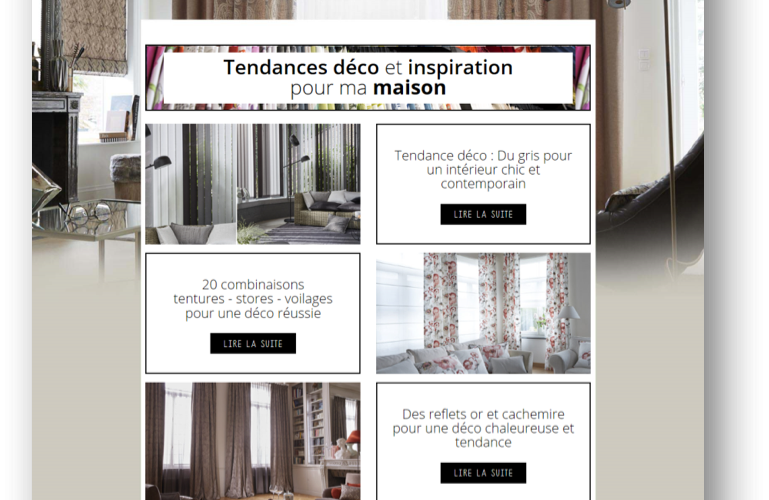 Tendances déco et inspiration
pour ma maison
Tendance déco : Du gris pour
un intérieur chic et
contemporain
LIRE LA SUITE
20 combinaisons
tentures - stores - voilages
pour une déco réussie
LIRE LA SUITE
Des reflets or et cachemire
pour une déco chaleureuse et
tendance
LIRE LA SUITE